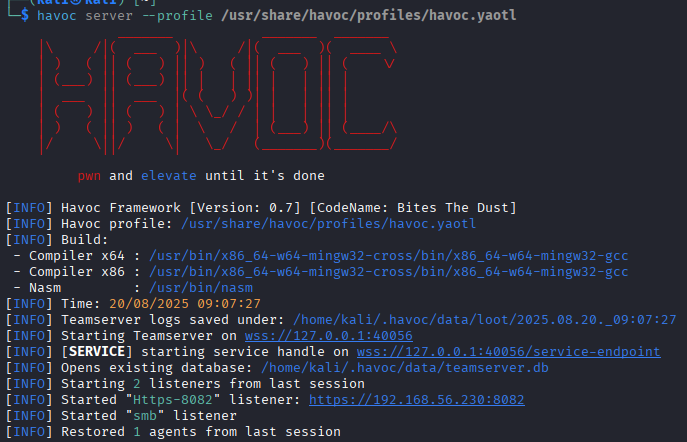 (kali㉿kali) [~]
$ havoc server --profile /usr/share/havoc/profiles/havoc.yaotl
HAVOC
pwn and elevate until it's done
[INFO] Havoc Framework [Version: 0.7] [CodeName: Bites The Dust]
[INFO] Havoc profile: /usr/share/havoc/profiles/havoc.yaotl
[INFO] Build:
- Compiler x64 : /usr/bin/x86_64-w64-mingw32-cross/bin/x86_64-w64-mingw32-gcc
- Compiler x86 : /usr/bin/x86_64-w64-mingw32-cross/bin/x86_64-w64-mingw32-gcc
- Nasm : /usr/bin/nasm
[INFO] Time: 20/08/2025 09:07:27
[INFO] Teamserver logs saved under: /home/kali/.havoc/data/loot/2025.08.20._09:07:27
[INFO] Starting Teamserver on wss://127.0.0.1:40056
[INFO] [SERVICE] starting service handle on wss://127.0.0.1:40056/service-endpoint
[INFO] Opens existing database: /home/kali/.havoc/data/teamserver.db
[INFO] Starting 2 listeners from last session
[INFO] Started "Https-8082" listener: https://192.168.56.230:8082
[INFO] Started "smb" listener
[INFO] Restored 1 agents from last session